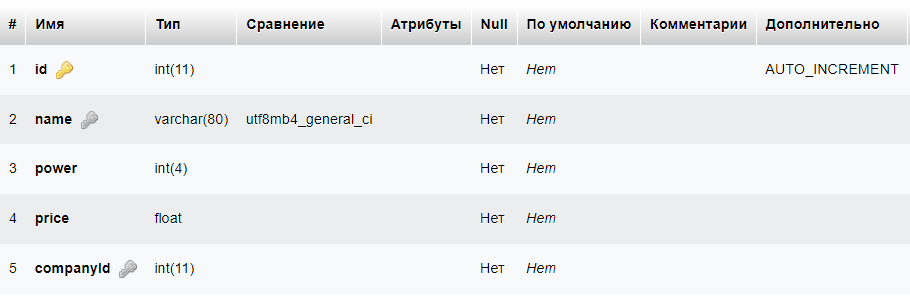 # Имя Тип Сравнение Атрибуты Null По умолчанию Комментарии Дополнительно
1 id int(11) Нет Нет AUTO_INCREMENT
2 name varchar(80) utf8mb4_general_ci Нет Нет
3 power int(4) Нет Нет
4 price float Нет Нет
5 companyId int(11) Нет Нет